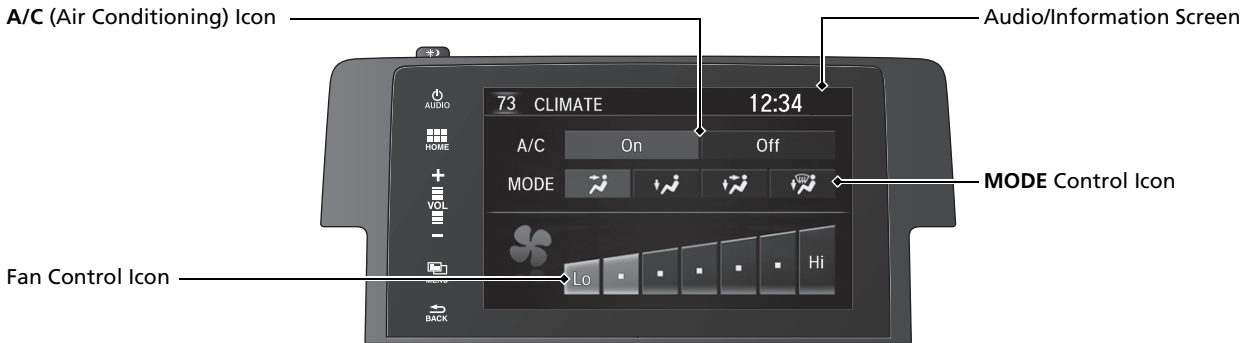 A/C (Air Conditioning) Icon
Audio/Information Screen
AUDIO
73 CLIMATE 12:34
HOME
A/C On Off
MODE
MODE Control Icon
+
VOL
-
Fan Control Icon
Lo Hi
MENU
BACK